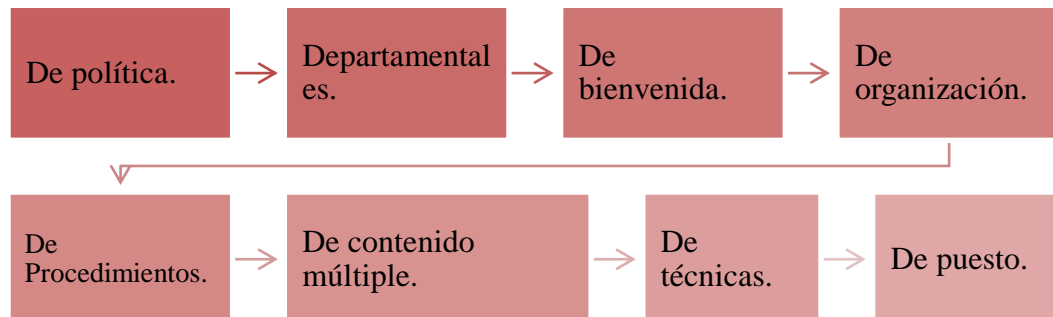 De política.
Departamental
es.
De
bienvenida.
De
organización.
De
Procedimientos.
De contenido
múltiple.
De
técnicas.
De puesto.